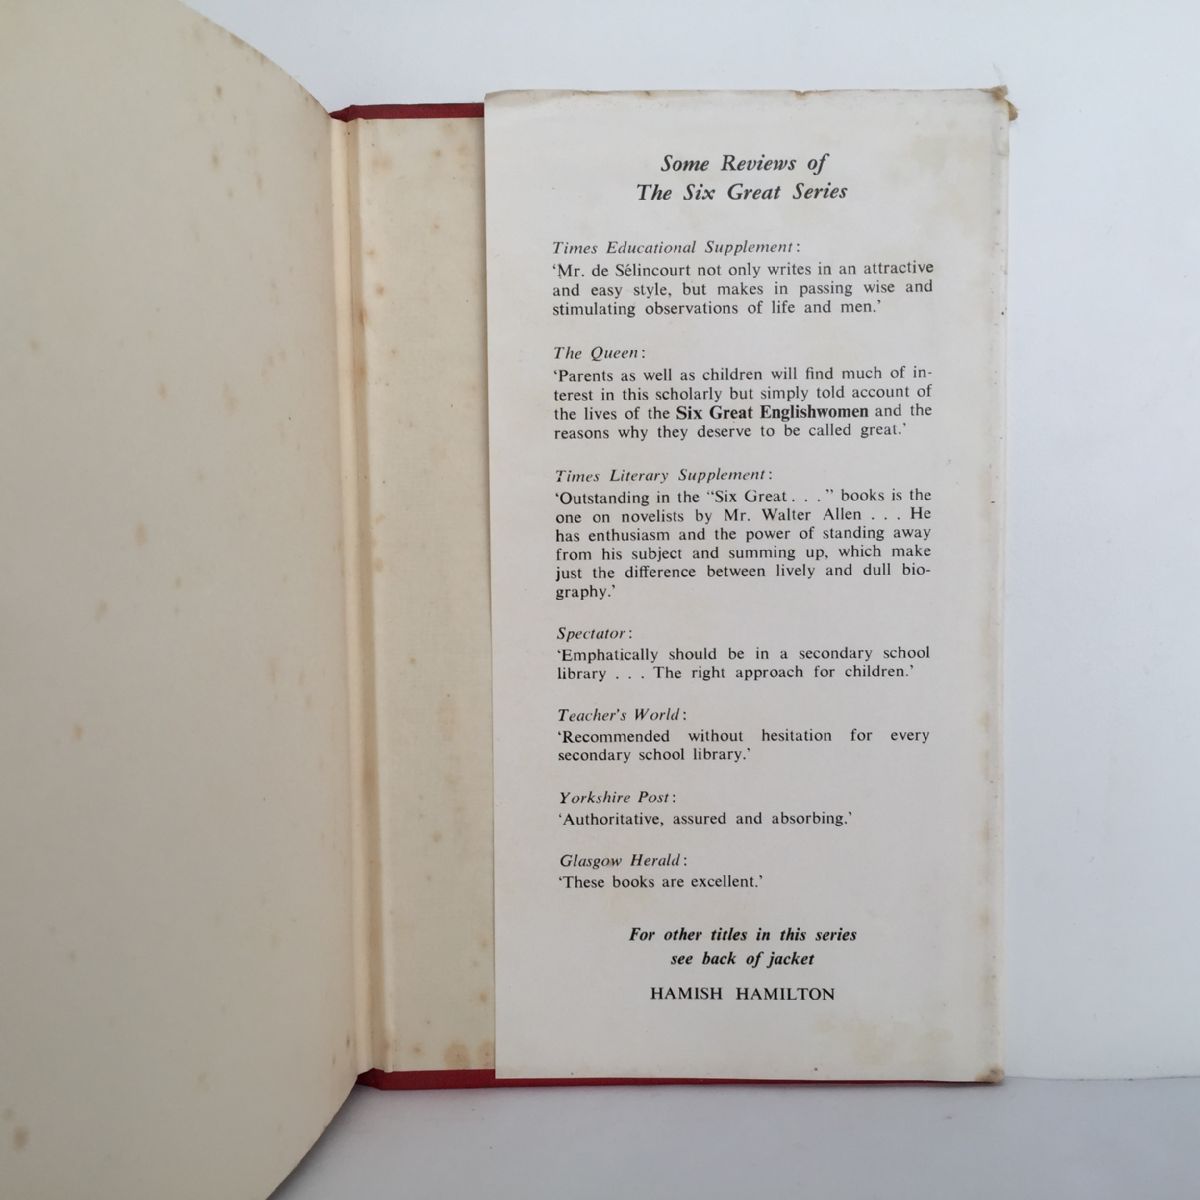 Some Reviews of
The Six Great Series
Times Educational Supplement:
‘Mr. de Sélincourt not only writes in an attractive
and easy style, but makes in passing wise and
stimulating observations of life and men.’
The Queen:
‘Parents as well as children will find much of in-
terest in this scholarly but simply told account of
the lives of the Six Great Englishwomen and the
reasons why they deserve to be called great.’
Times Literary Supplement:
‘Outstanding in the “Six Great . . .” books is the
one on novelists by Mr. Walter Allen . . . He
has enthusiasm and the power of standing away
from his subject and summing up, which make
just the difference between lively and dull bio-
graphy.’
Spectator:
‘Emphatically should be in a secondary school
library . . . The right approach for children.’
Teacher’s World:
‘Recommended without hesitation for every
secondary school library.’
Yorkshire Post:
‘Authoritative, assured and absorbing.’
Glasgow Herald:
‘These books are excellent.’
For other titles in this series
see back of jacket
HAMISH HAMILTON